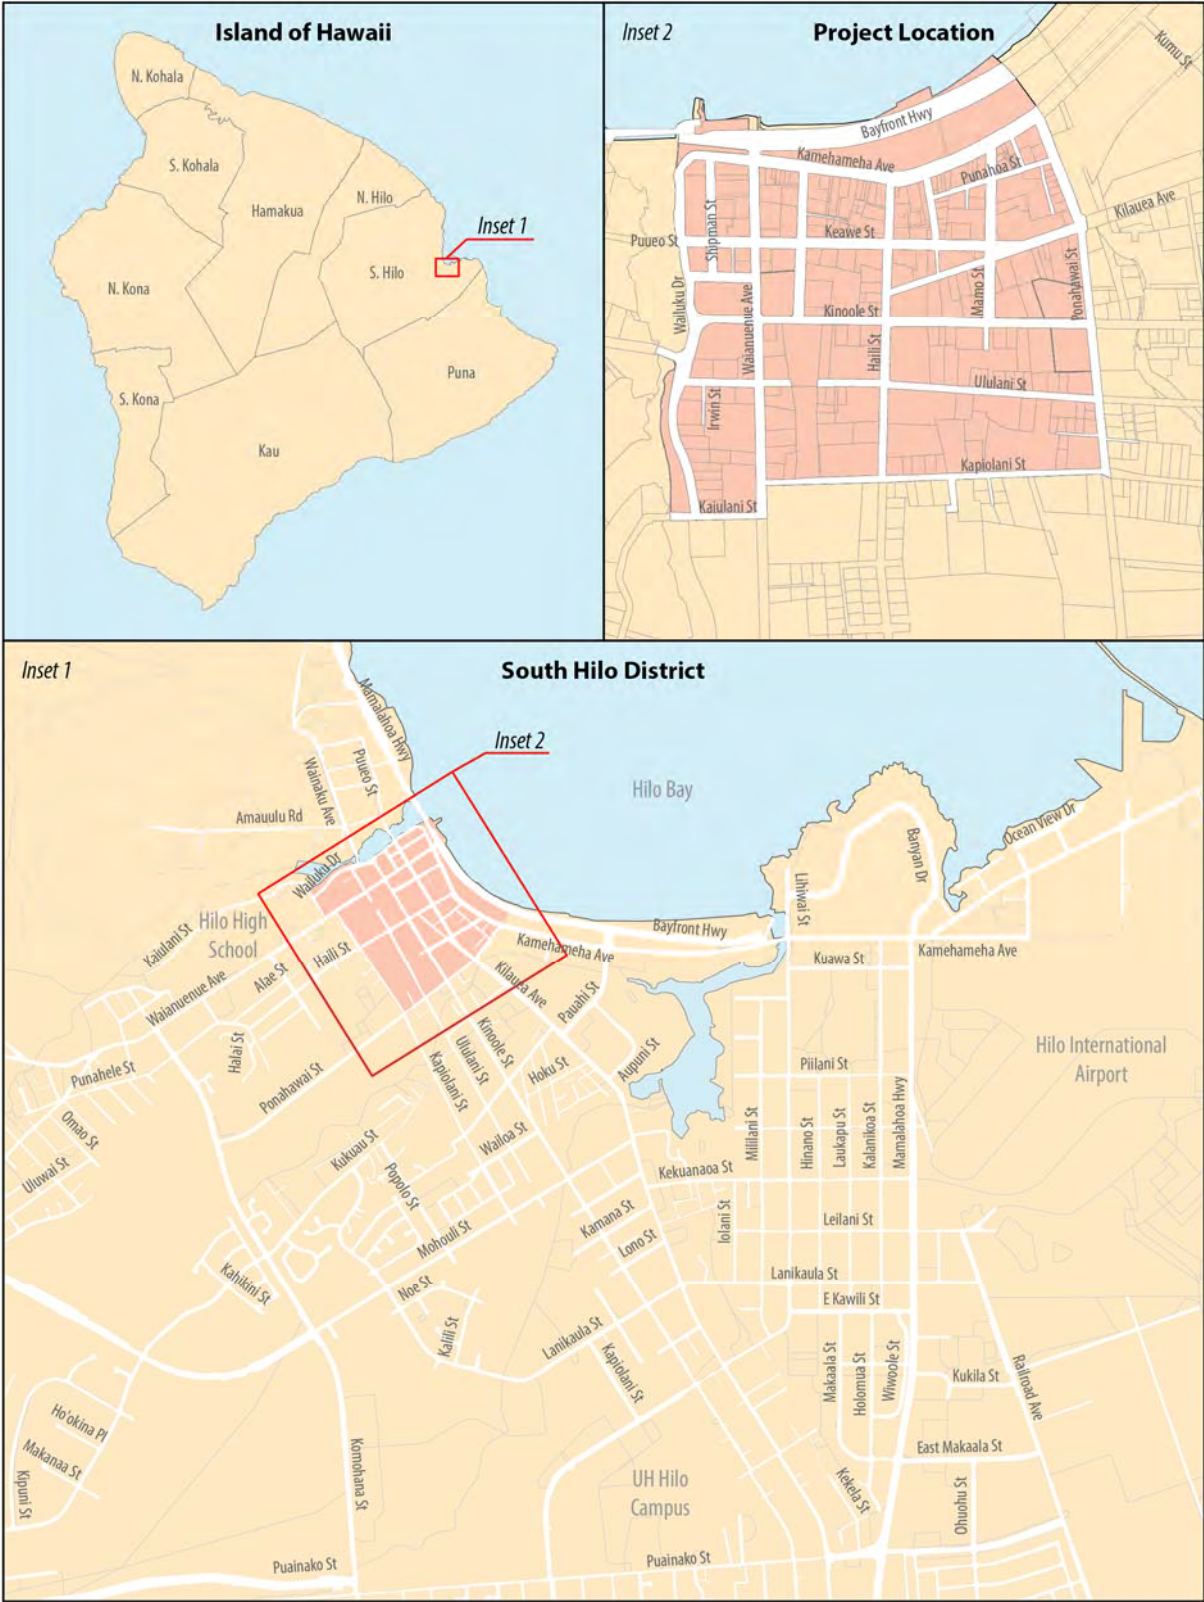 Island of Hawaii
N. Kohala
S. Kohala
Hamakua
N. Hilo
Inset 1
S. Hilo
N. Kona
Puna
S. Kona
Kau
Inset 2
Project Location
Kumu St
Bayfront Hwy
Kamehameha Ave
Punahoa St
Kilauea Ave
Shipman St
Puueo St
Keawe St
Wailuku Dr
Waianuenue Ave
Kinoole St
Mamo St
Ponahawai St
Haili St
Ululani St
Irwin St
Kapiolani St
Kaiulani St
Inset 1
South Hilo District
Mamalahoa Hwy
Inset 2
Puueo St
Wainaku Ave
Hilo Bay
Amauulu Rd
Ocean View Dr
Banyan Dr
Wailuku Dr
Lihiwai St
Hilo High
School
Kaiulani St
Bayfront Hwy
Haili St
Kamehameha Ave
Kamehameha Ave
Kuawa St
Alae St
Waianuenue Ave
Kilauea Ave
Pauahi St
Halai St
Kinoole St
Ululani St
Kapiolani St
Hoku St
Aupuni St
Hilo International
Airport
Punahele St
Ponahawai St
Piilani St
Omao St
Mililani St
Hinano St
Laukapu St
Kalanikoa St
Mamalahoa Hwy
Uluwai St
Kukuau St
Popolo St
Wailoa St
Kekuanaoa St
Mohouli St
Kamana St
Lono St
Iolani St
Leilani St
Kahikini St
Noe St
Lanikaula St
E Kawili St
Kalili St
Lanikaula St
Kapiolani St
Makaala St
Holomua St
Wiwoole St
Kukila St
Railroad Ave
Ho'okina Pl
Makanaa St
Kipuni St
Komohana St
East Makaala St
UH Hilo
Campus
Kekela St
Ohuohu St
Puainako St
Puainako St